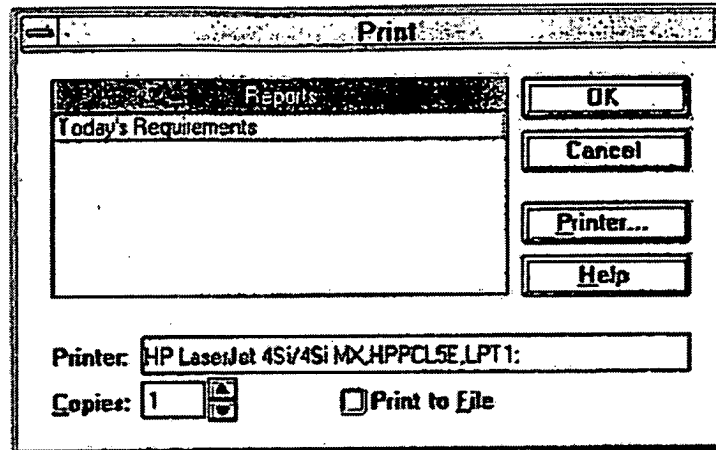 Print
Reports
Today's Requirements
OK
Cancel
Printer...
Help
Printer: HP LaserJet 4Si/4Si MX,HPPCL5E,LPT1:
Copies: 1
Print to File